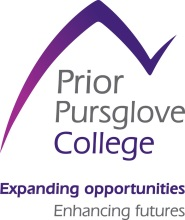 Prior
Pursglove
College
Expanding opportunities
Enhancing futures